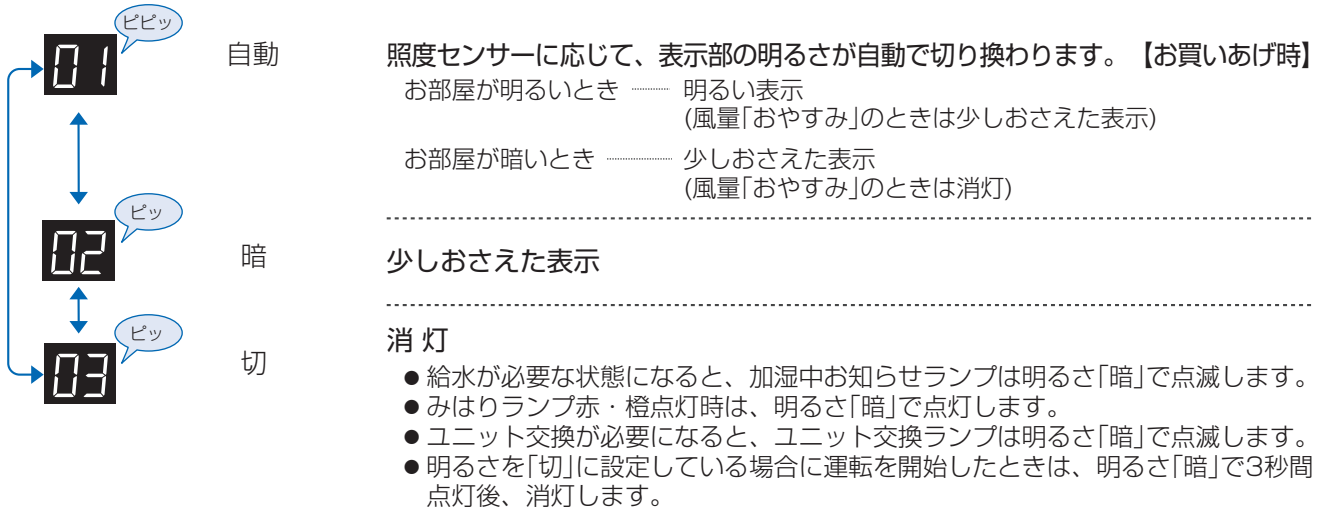 ピピッ
01
自動
照度センサーに応じて、表示部の明るさが自動で切り換わります。【お買いあげ時】
お部屋が明るいとき ┈┈ 明るい表示
(風量「おやすみ」のときは少しおさえた表示)
お部屋が暗いとき ┈┈┈ 少しおさえた表示
(風量「おやすみ」のときは消灯)
ピッ
02
暗
少しおさえた表示
ピッ
03
切
消 灯
● 給水が必要な状態になると、加湿中お知らせランプは明るさ「暗」で点滅します。
● みはりランプ赤・橙点灯時は、明るさ「暗」で点灯します。
● ユニット交換が必要になると、ユニット交換ランプは明るさ「暗」で点滅します。
● 明るさを「切」に設定している場合に運転を開始したときは、明るさ「暗」で3秒間
点灯後、消灯します。